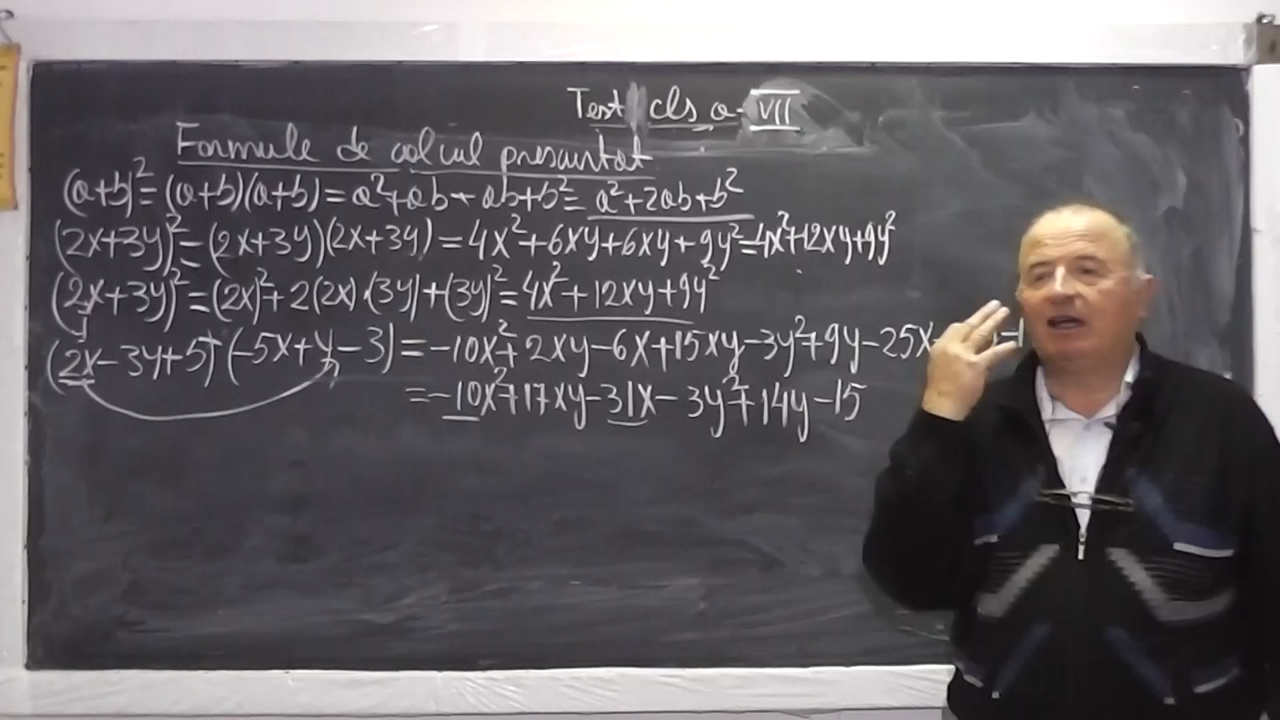 Test cls a VII
Formule de calcul prescurtat
(a+b)²=(a+b)(a+b)=a²+ab+ab+b²=a²+2ab+b²
(2x+3y)²=(2x+3y)(2x+3y)=4x²+6xy+6xy+9y²=4x²+12xy+9y²
(2x+3y)²=(2x)²+2(2x)·(3y)+(3y)²=4x²+12xy+9y²
(2x-3y+5)·(-5x+y-3)=-10x²+2xy-6x+15xy-3y²+9y-25x
=-10x²+17xy-31x-3y²+14y-15